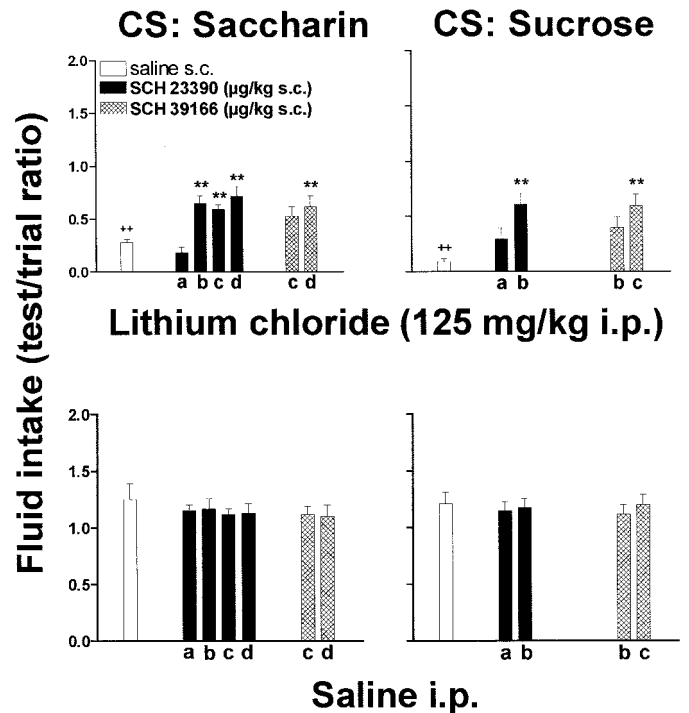 CS: Saccharin
CS: Sucrose
Fluid intake (test/trial ratio)
2.0
1.5
1.0
0.5
0.0
saline s.c.
SCH 23390 (µg/kg s.c.)
SCH 39166 (µg/kg s.c.)
++
**
**
**
**
a b c d c d
++
**
**
a b b c
Lithium chloride (125 mg/kg i.p.)
2.0
1.5
1.0
0.5
0.0
a b c d c d
a b b c
Saline i.p.